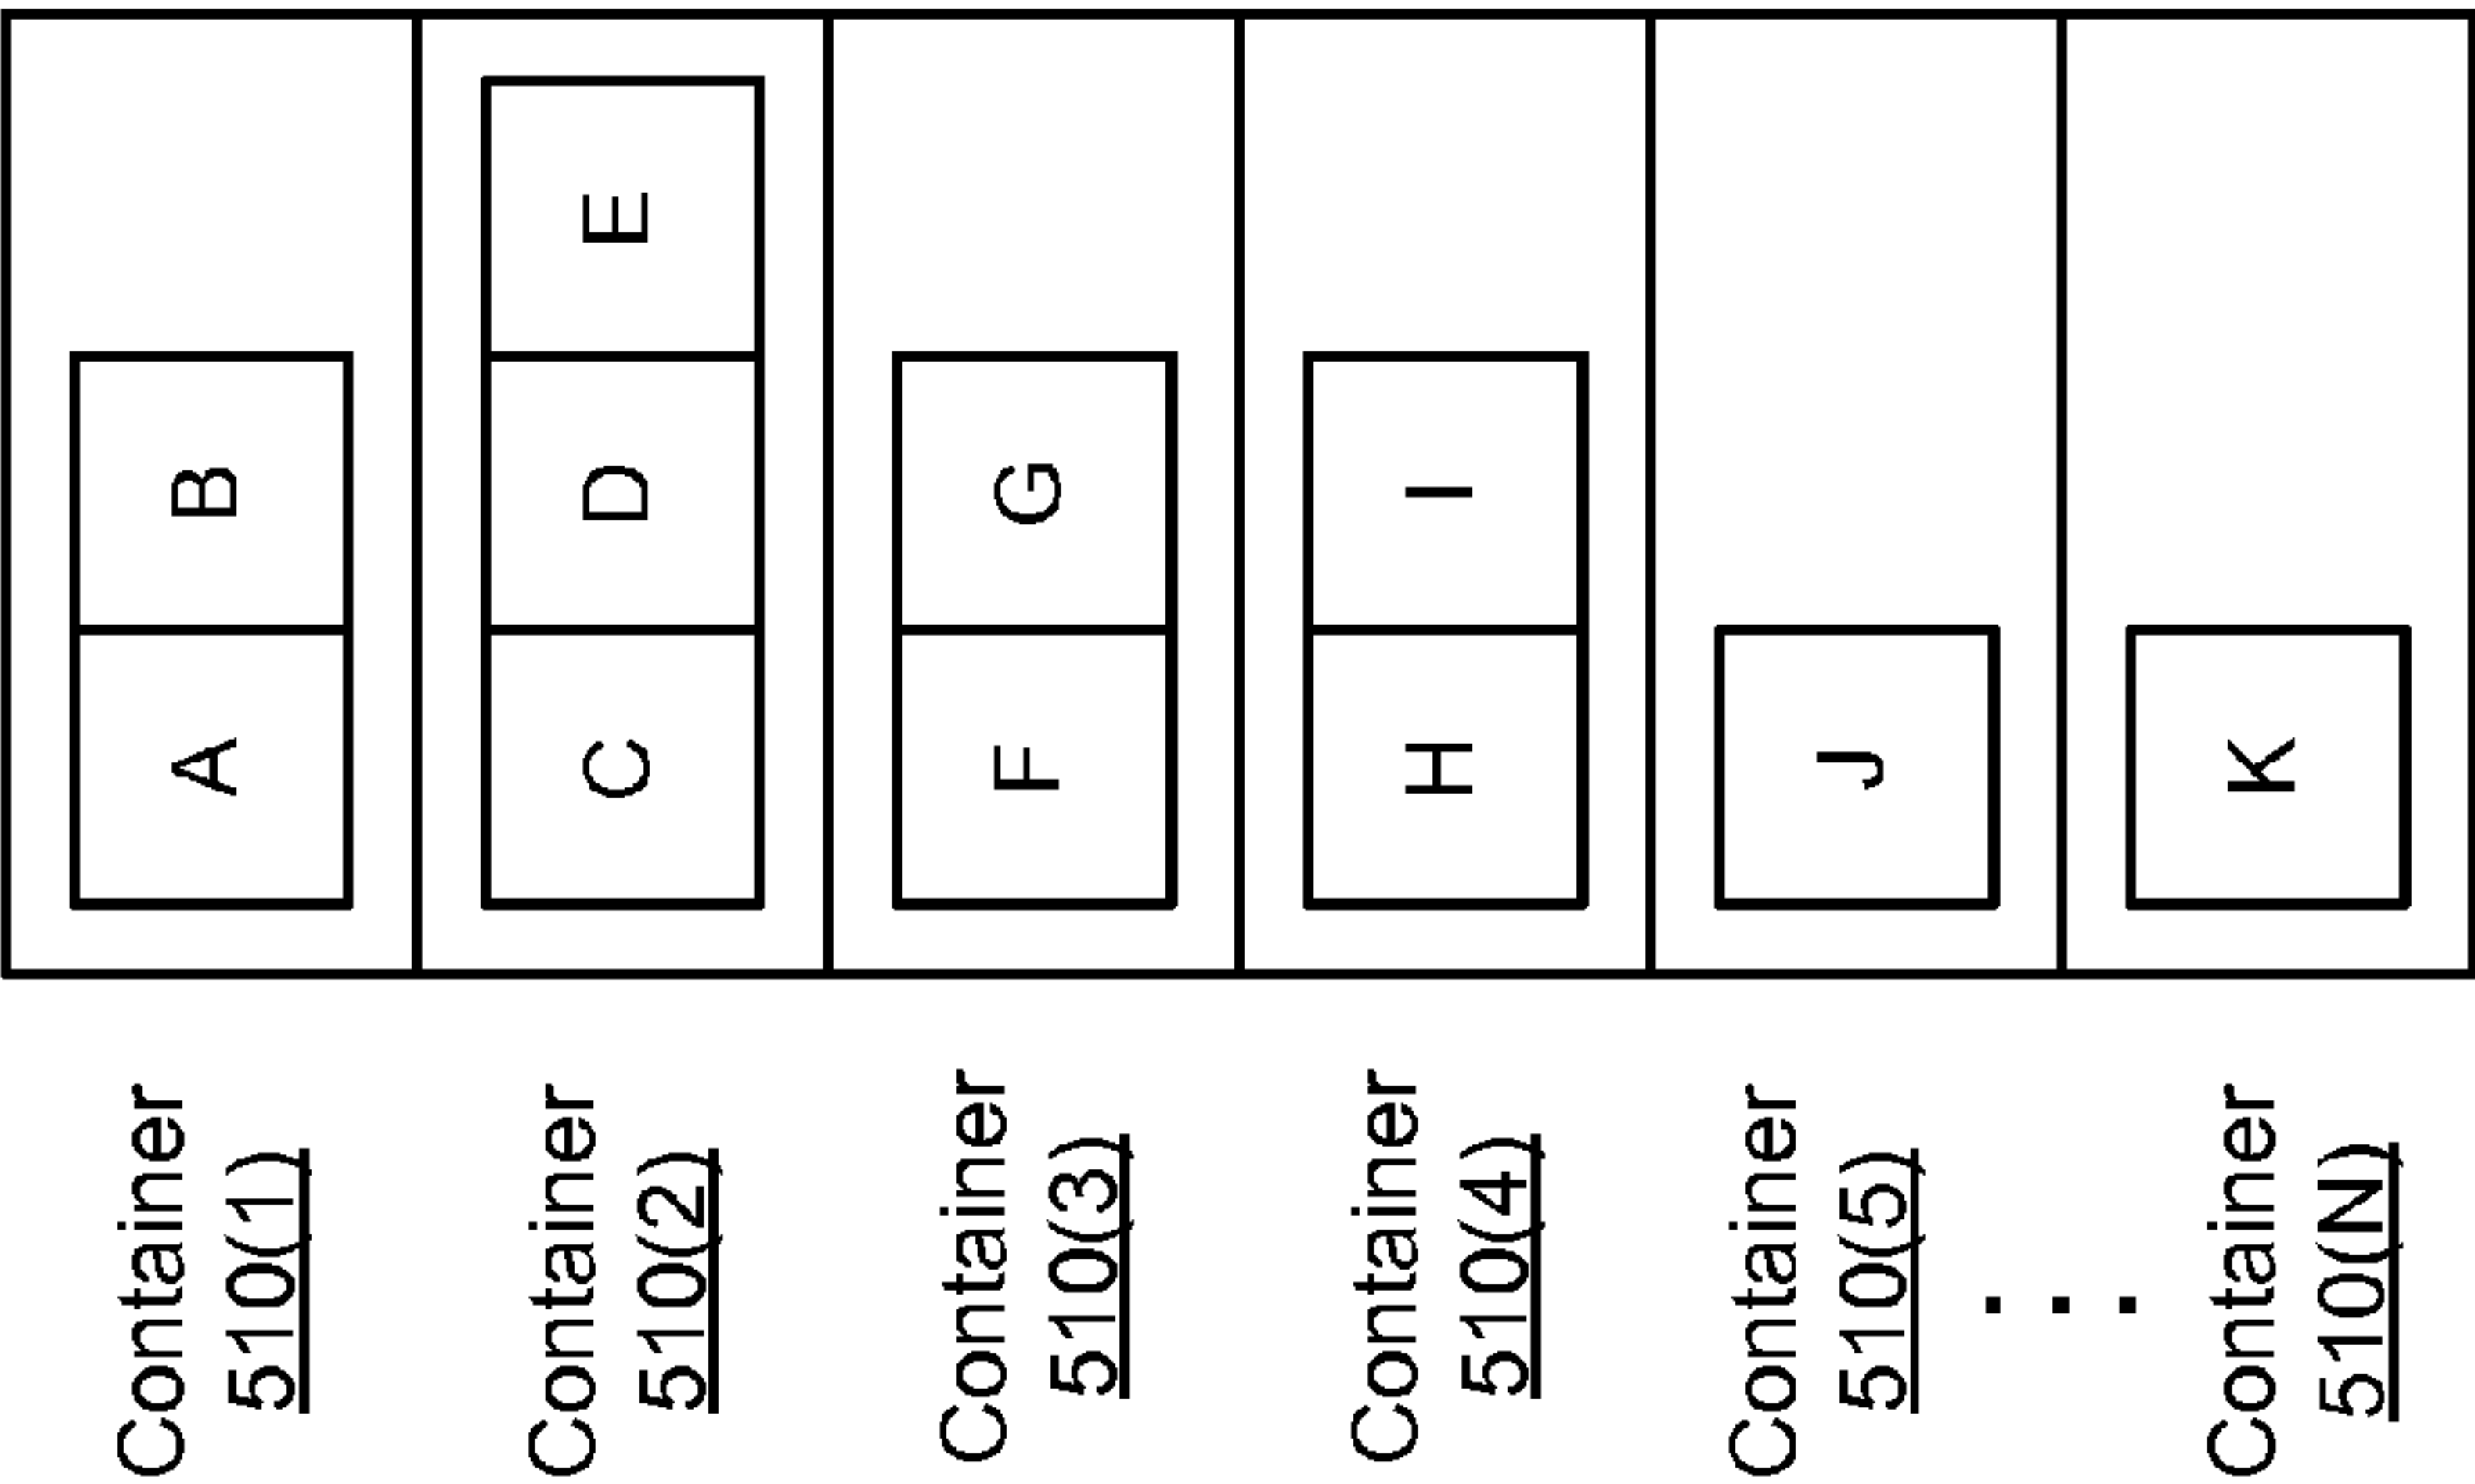 Container
510(1)
A
B
Container
510(2)
C
D
E
Container
510(3)
F
G
Container
510(4)
H
I
Container
510(5)
J
...
Container
510(N)
K